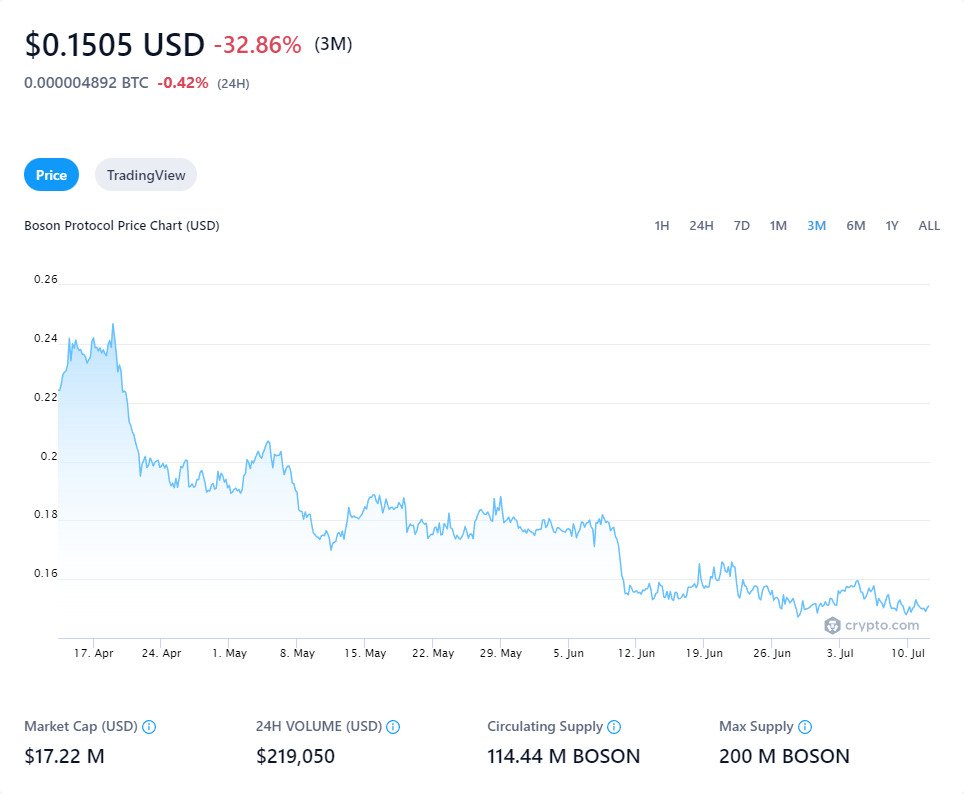 $0.1505 USD -32.86% (3M)
0.000004892 BTC -0.42% (24H)
Price TradingView
Boson Protocol Price Chart (USD) 1H 24H 7D 1M 3M 6M 1Y ALL
0.26
0.24
0.22
0.2
0.18
0.16
crypto.com
17. Apr 24. Apr 1. May 8. May 15. May 22. May 29. May 5. Jun 12. Jun 19. Jun 26. Jun 3. Jul 10. Jul
Market Cap (USD) 24H VOLUME (USD) Circulating Supply Max Supply
$17.22 M $219,050 114.44 M BOSON 200 M BOSON